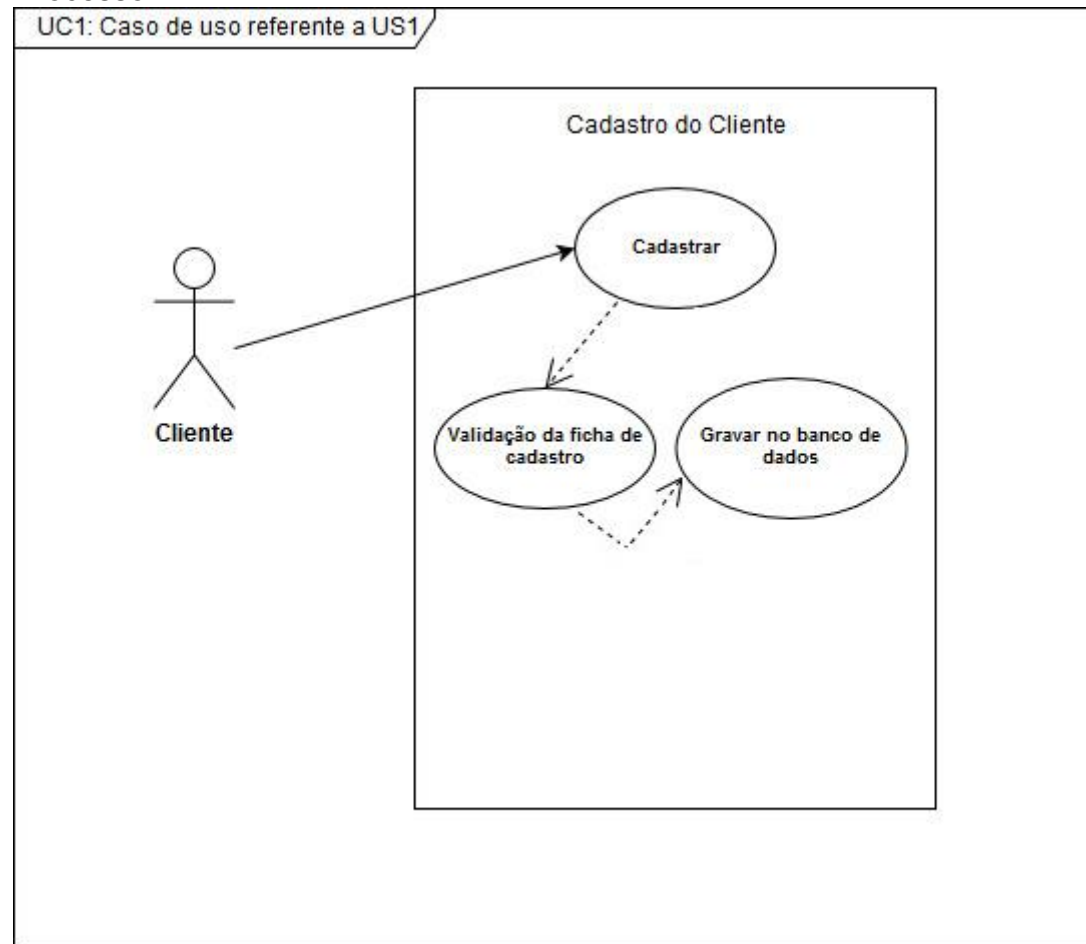 UC1: Caso de uso referente a US1
Cadastro do Cliente
Cadastrar
Cliente
Validação da ficha de
cadastro
Gravar no banco de
dados